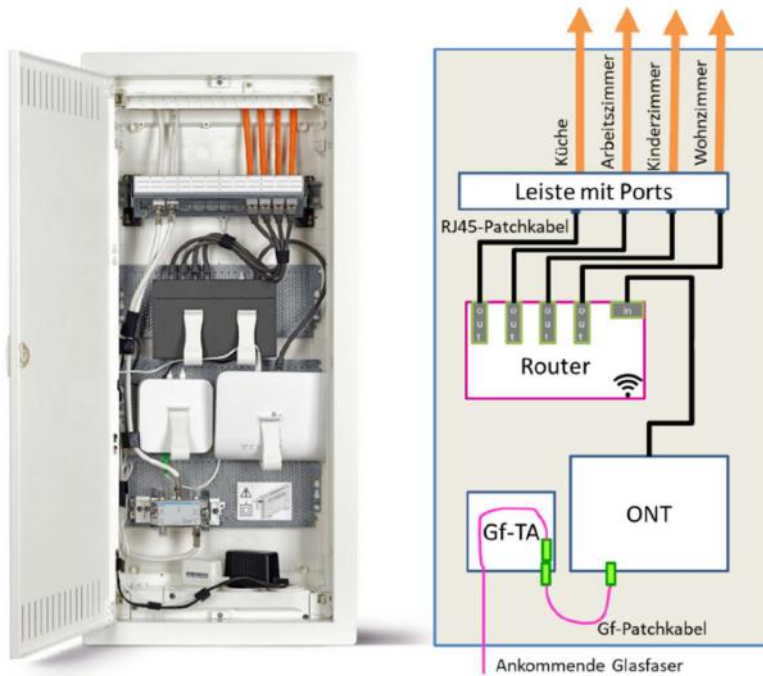 Küche
Arbeitszimmer
Kinderzimmer
Wohnzimmer
Leiste mit Ports
RJ45-Patchkabel
out
out
out
out
in
Router
Gf-TA
ONT
Gf-Patchkabel
Ankommende Glasfaser